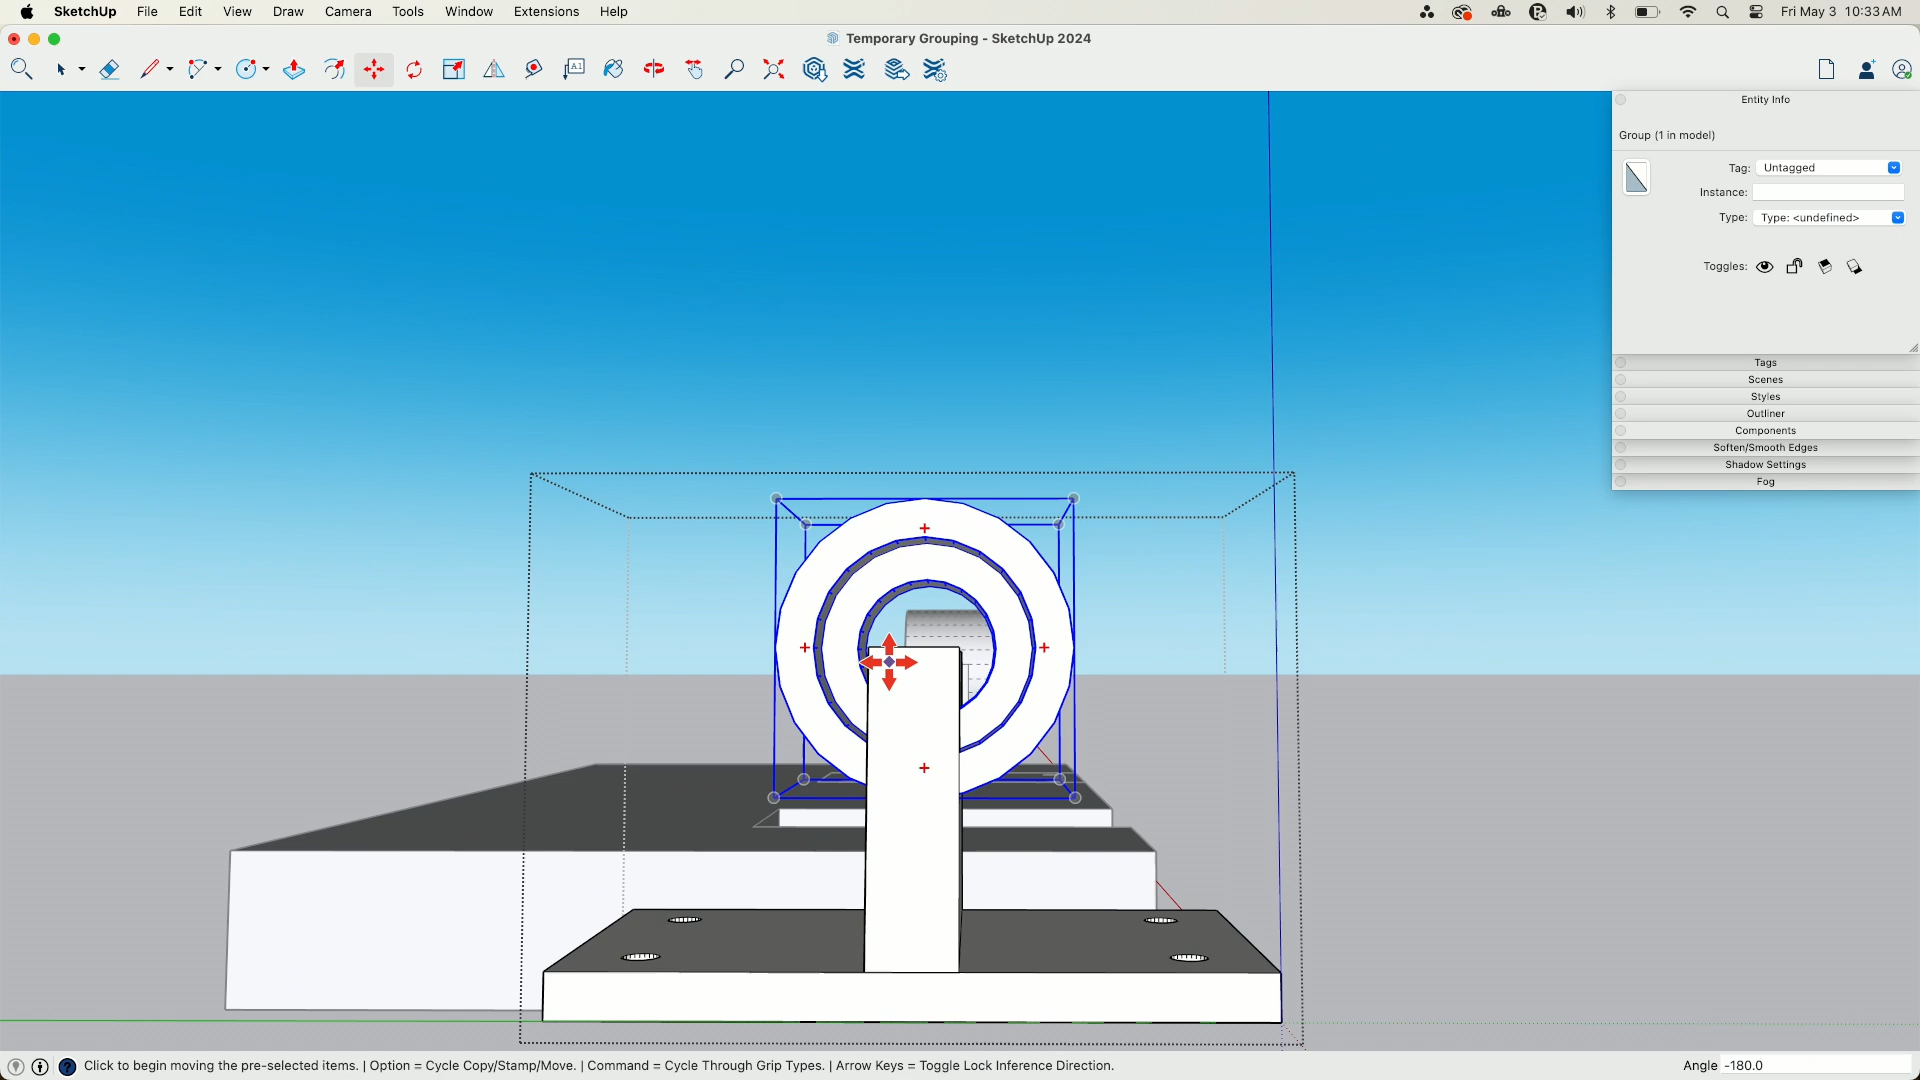 SketchUp File Edit View Draw Camera Tools Window Extensions Help Fri May 3 10:33 AM
Temporary Grouping - SketchUp 2024
A1
Entity Info
Group (1 in model)
Tag: Untagged
Instance:
Type: Type: <undefined>
Toggles:
Tags
Scenes
Styles
Outliner
Components
Soften/Smooth Edges
Shadow Settings
Fog
Click to begin moving the pre-selected items. | Option = Cycle Copy/Stamp/Move. | Command = Cycle Through Grip Types. | Arrow Keys = Toggle Lock Inference Direction. Angle -180.0